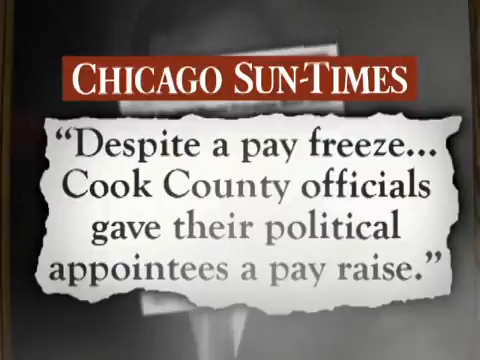 CHICAGO SUN-TIMES
“Despite a pay freeze...
Cook County officials
gave their political
appointees a pay raise.”